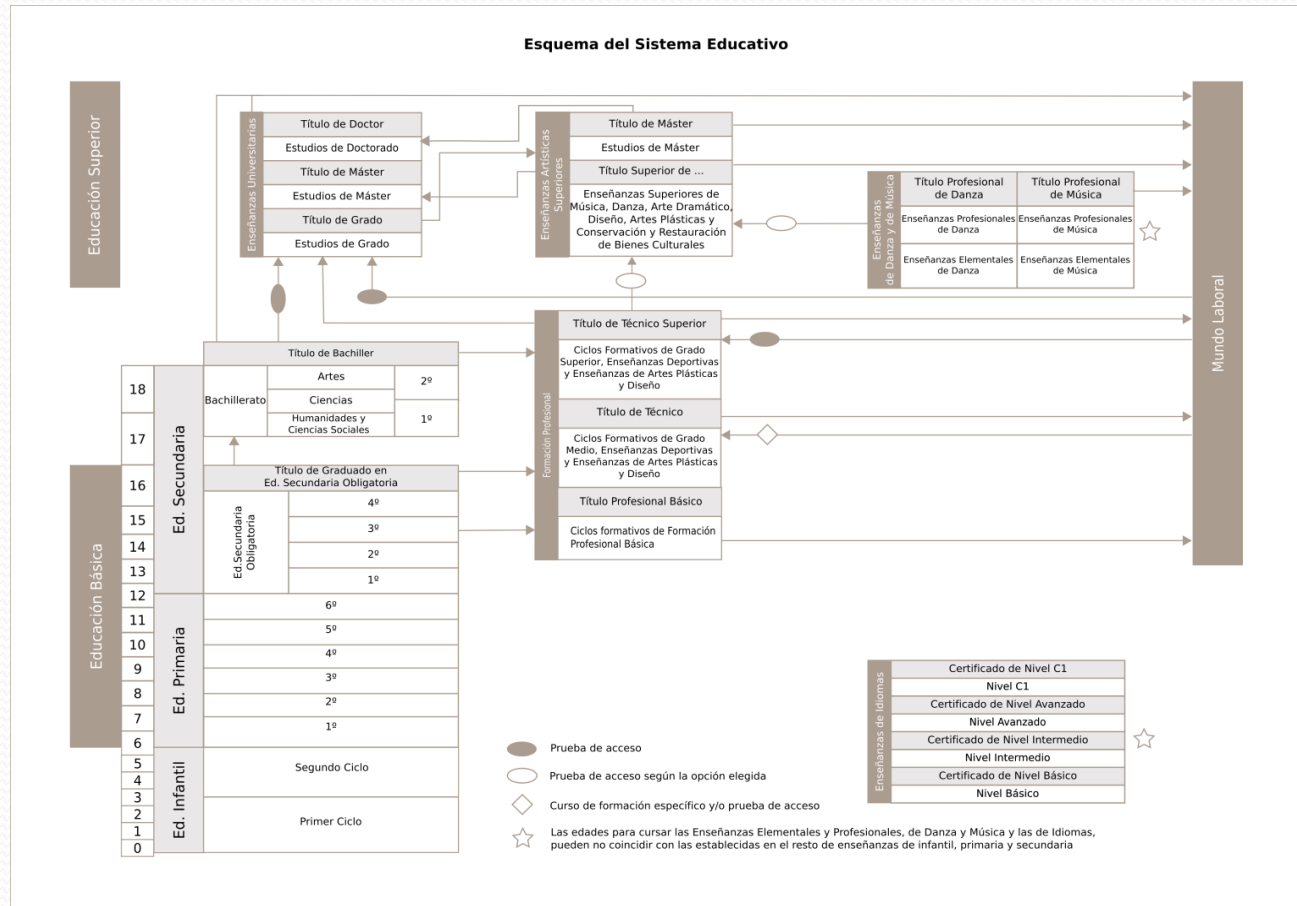 Esquema del Sistema Educativo
Educación Superior
Enseñanzas Universitarias
Título de Doctor
Estudios de Doctorado
Título de Máster
Estudios de Máster
Título de Grado
Estudios de Grado
Enseñanzas Artísticas
Superiores
Título de Máster
Estudios de Máster
Título Superior de ...
Enseñanzas Superiores de
Música, Danza, Arte Dramático,
Diseño, Artes Plásticas y
Conservación y Restauración
de Bienes Culturales
Enseñanzas
de Danza y de Música
Título Profesional
de Danza
Título Profesional
de Música
Enseñanzas Profesionales
de Danza
Enseñanzas Profesionales
de Música
Enseñanzas Elementales
de Danza
Enseñanzas Elementales
de Música
Mundo Laboral
Formación Profesional
Título de Técnico Superior
Ciclos Formativos de Grado
Superior, Enseñanzas Deportivas
y Enseñanzas de Artes Plásticas
y Diseño
Título de Técnico
Ciclos Formativos de Grado
Medio, Enseñanzas Deportivas
y Enseñanzas de Artes Plásticas
y Diseño
Título Profesional Básico
Ciclos formativos de Formación
Profesional Básica
Educación Básica
18
17
16
15
14
13
12
11
10
9
8
7
6
5
4
3
2
1
0
Ed. Secundaria
Ed. Primaria
Ed. Infantil
Título de Bachiller
Bachillerato
Artes
Ciencias
Humanidades y
Ciencias Sociales
2º
1º
Título de Graduado en
Ed. Secundaria Obligatoria
Ed.Secundaria
Obligatoria
4º
3º
2º
1º
6º
5º
4º
3º
2º
1º
Segundo Ciclo
Primer Ciclo
Enseñanzas de Idiomas
Certificado de Nivel C1
Nivel C1
Certificado de Nivel Avanzado
Nivel Avanzado
Certificado de Nivel Intermedio
Nivel Intermedio
Certificado de Nivel Básico
Nivel Básico
Prueba de acceso
Prueba de acceso según la opción elegida
Curso de formación específico y/o prueba de acceso
Las edades para cursar las Enseñanzas Elementales y Profesionales, de Danza y Música y las de Idiomas,
pueden no coincidir con las establecidas en el resto de enseñanzas de infantil, primaria y secundaria